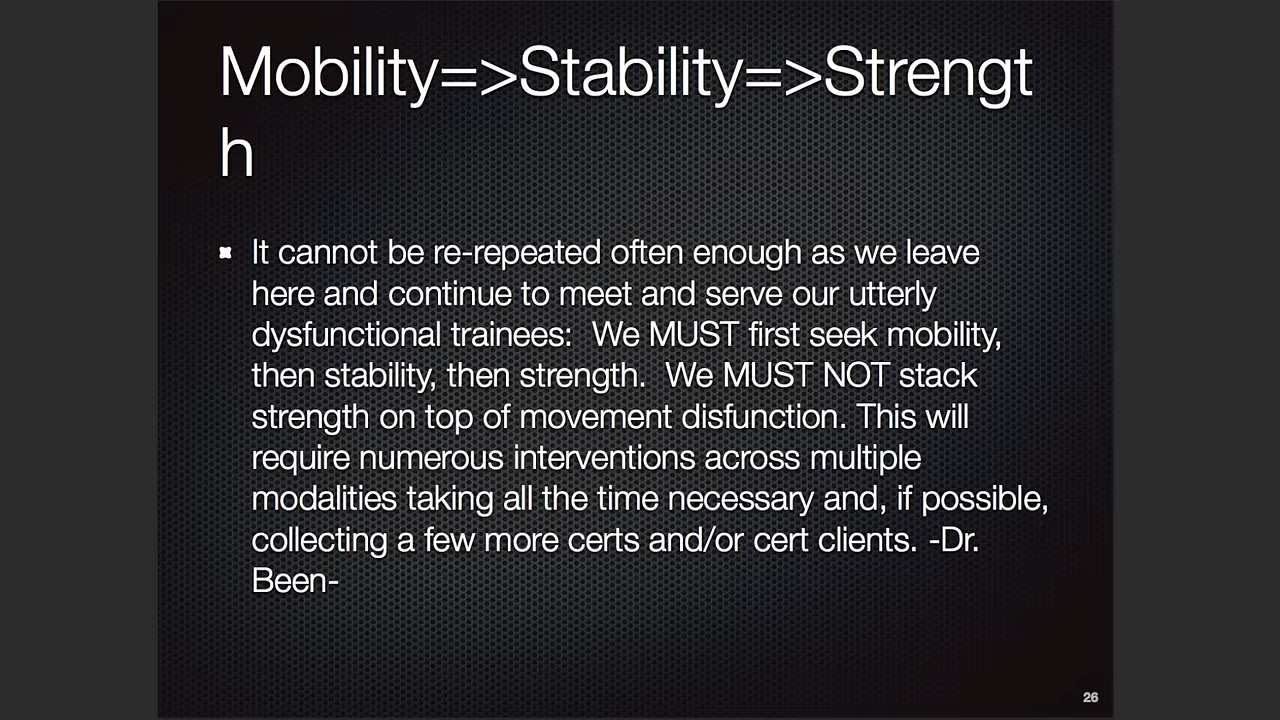 Mobility=>Stability=>Strengt
h
It cannot be re-repeated often enough as we leave
here and continue to meet and serve our utterly
dysfunctional trainees:  We MUST first seek mobility,
then stability, then strength.  We MUST NOT stack
strength on top of movement disfunction. This will
require numerous interventions across multiple
modalities taking all the time necessary and, if possible,
collecting a few more certs and/or cert clients. -Dr.
Been-
26